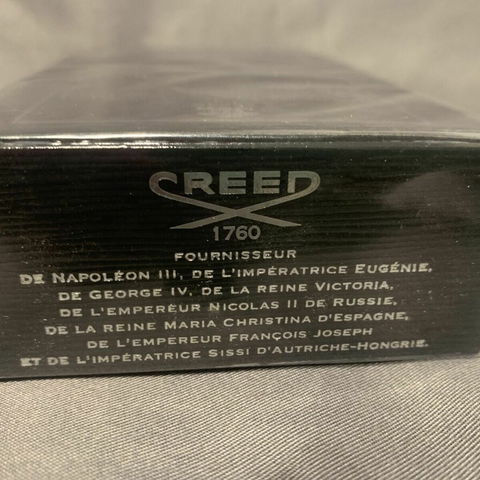 CREED
1760
FOURNISSEUR
DE NAPOLÉON III, DE L'IMPÉRATRICE EUGÉNIE,
DE GEORGE IV, DE LA REINE VICTORIA,
DE L'EMPEREUR NICOLAS II DE RUSSIE,
DE LA REINE MARIA CHRISTINA D'ESPAGNE,
DE L'EMPEREUR FRANÇOIS JOSEPH
ET DE L'IMPÉRATRICE SISSI D'AUTRICHE-HONGRIE.